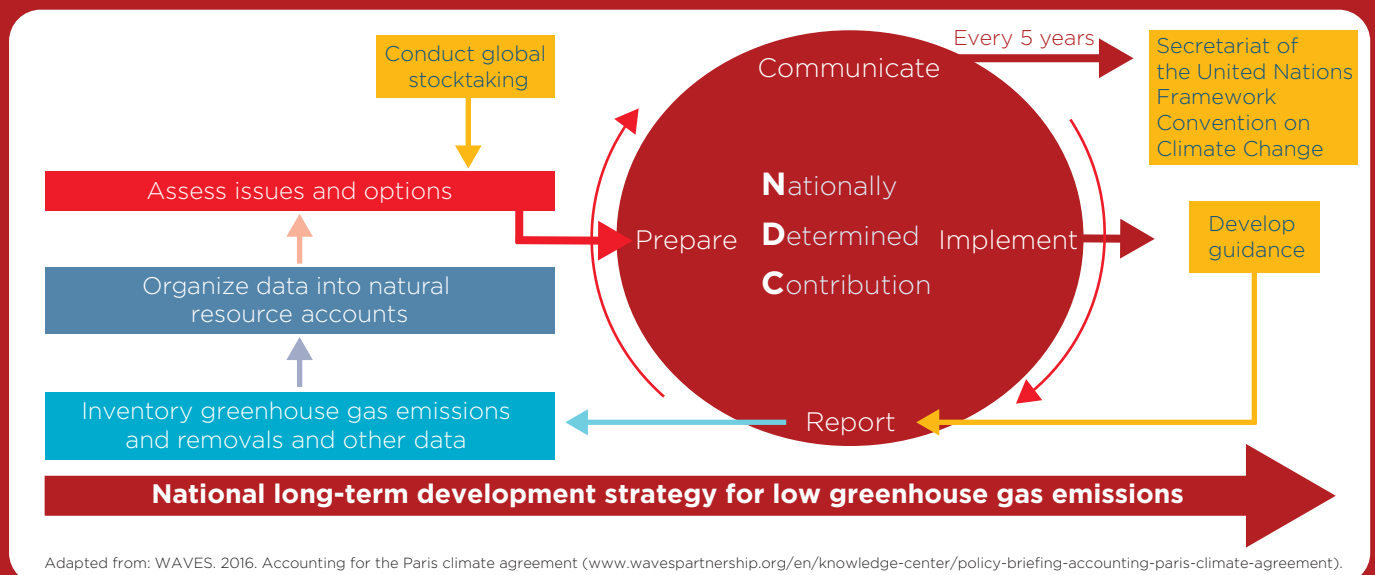 Conduct global
stocktaking
Every 5 years
Communicate
Secretariat of
the United Nations
Framework
Convention on
Climate Change
Assess issues and options
Nationally
Determined
Contribution
Prepare
Implement
Develop
guidance
Organize data into natural
resource accounts
Inventory greenhouse gas emissions
and removals and other data
Report
National long-term development strategy for low greenhouse gas emissions
Adapted from: WAVES. 2016. Accounting for the Paris climate agreement (www.wavespartnership.org/en/knowledge-center/policy-briefing-accounting-paris-climate-agreement).